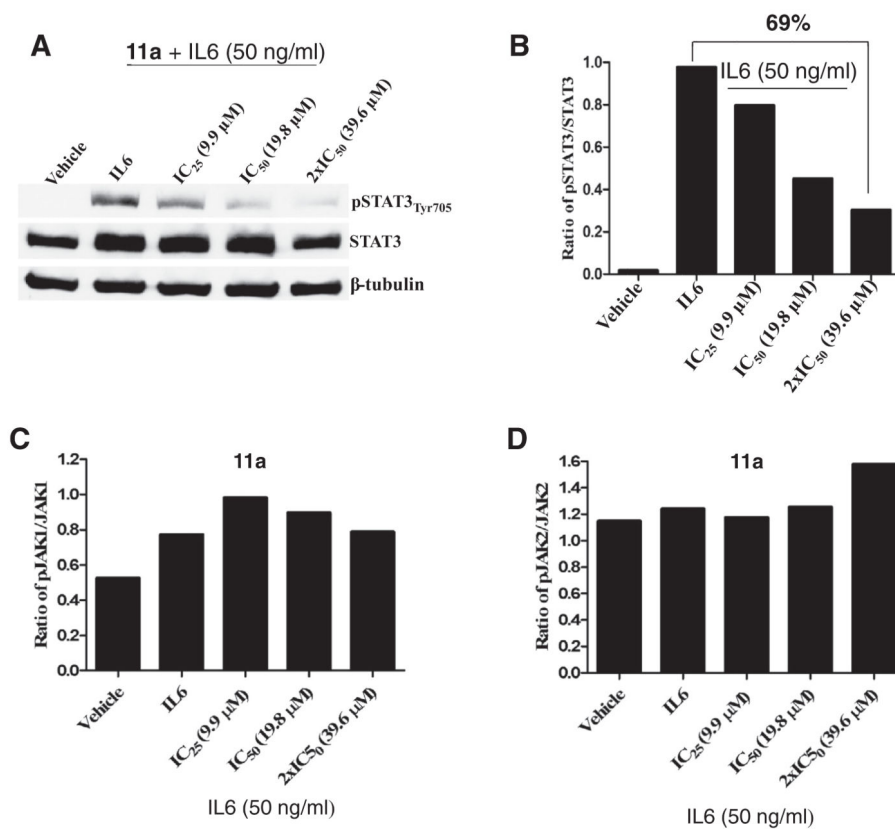 A
11a + IL6 (50 ng/ml)
Vehicle
IL6
IC₂₅ (9.9 µM)
IC₅₀ (19.8 µM)
2xIC₅₀ (39.6 µM)
pSTAT3Tyr705
STAT3
β-tubulin
B
69%
IL6 (50 ng/ml)
Ratio of pSTAT3/STAT3
1.0
0.8
0.6
0.4
0.2
0.0
Vehicle
IL6
IC₂₅ (9.9 µM)
IC₅₀ (19.8 µM)
2xIC₅₀ (39.6 µM)
C
11a
Ratio of pJAK1/JAK1
1.2
1.0
0.8
0.6
0.4
0.2
0.0
Vehicle
IL6
IC₂₅ (9.9 µM)
IC₅₀ (19.8 µM)
2xIC5₀ (39.6 µM)
IL6 (50 ng/ml)
D
11a
Ratio of pJAK2/JAK2
1.6
1.4
1.2
1.0
0.8
0.6
0.4
0.2
0.0
Vehicle
IL6
IC₂₅ (9.9 µM)
IC₅₀ (19.8 µM)
2xIC5₀ (39.6 µM)
IL6 (50 ng/ml)